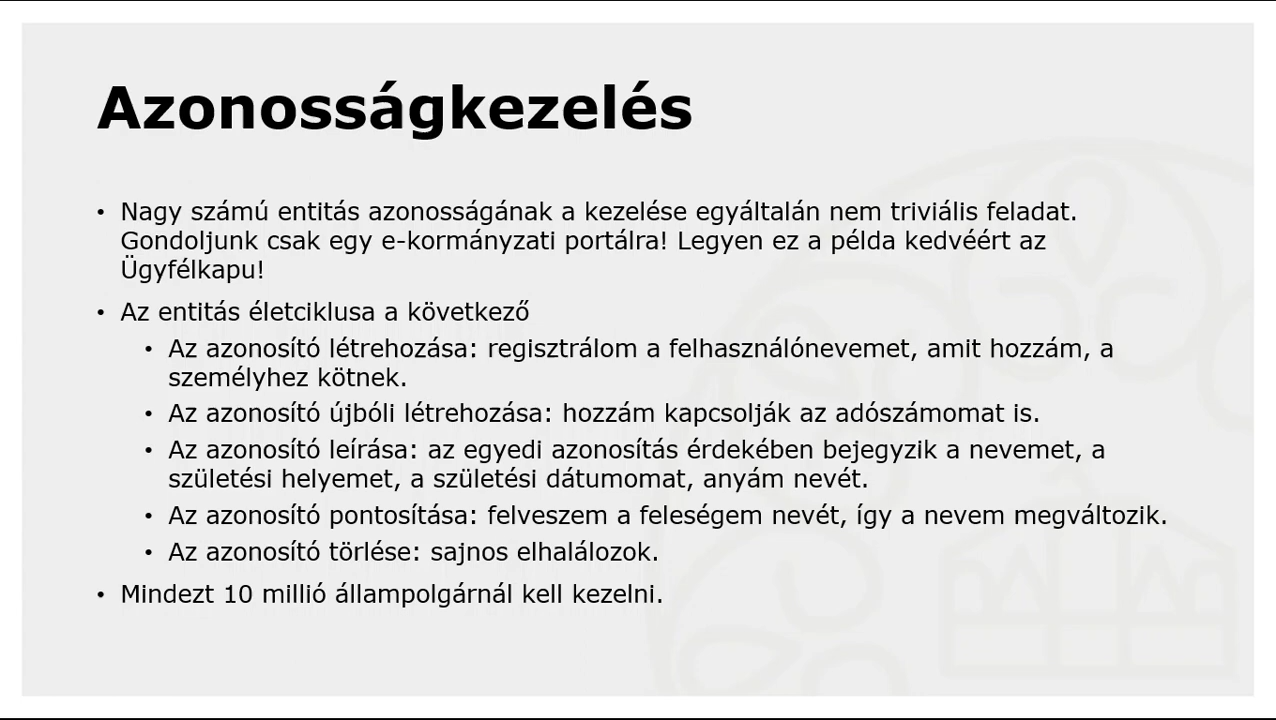 Azonosságkezelés
• Nagy számú entitás azonosságának a kezelése egyáltalán nem triviális feladat.
Gondoljunk csak egy e-kormányzati portálra! Legyen ez a példa kedvéért az
Ügyfélkapu!
• Az entitás életciklusa a következő
• Az azonosító létrehozása: regisztrálom a felhasználónevemet, amit hozzám, a
személyhez kötnek.
• Az azonosító újbóli létrehozása: hozzám kapcsolják az adószámomat is.
• Az azonosító leírása: az egyedi azonosítás érdekében bejegyzik a nevemet, a
születési helyemet, a születési dátumomat, anyám nevét.
• Az azonosító pontosítása: felveszem a feleségem nevét, így a nevem megváltozik.
• Az azonosító törlése: sajnos elhalálozok.
• Mindezt 10 millió állampolgárnál kell kezelni.